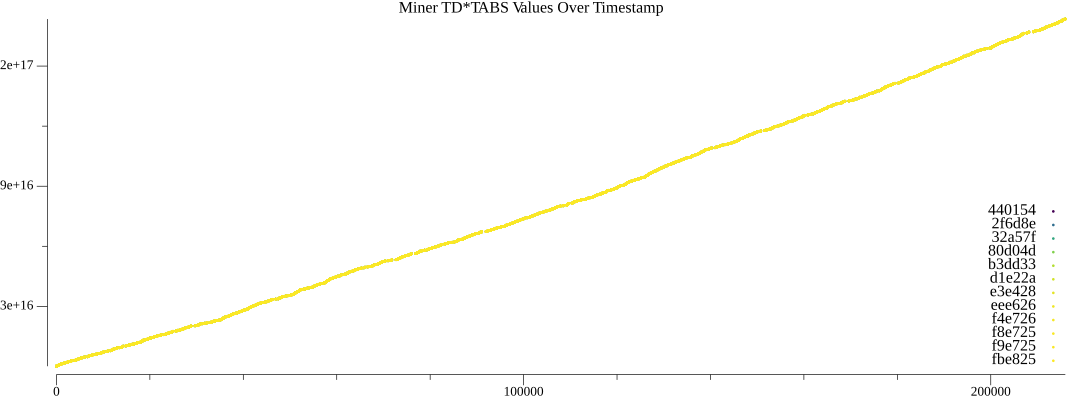 Miner TD*TABS Values Over Timestamp
2e+17
9e+16
3e+16
440154
2f6d8e
32a57f
80d04d
b3dd33
d1e22a
e3e428
eee626
f4e726
f8e725
f9e725
fbe825
0 100000 200000